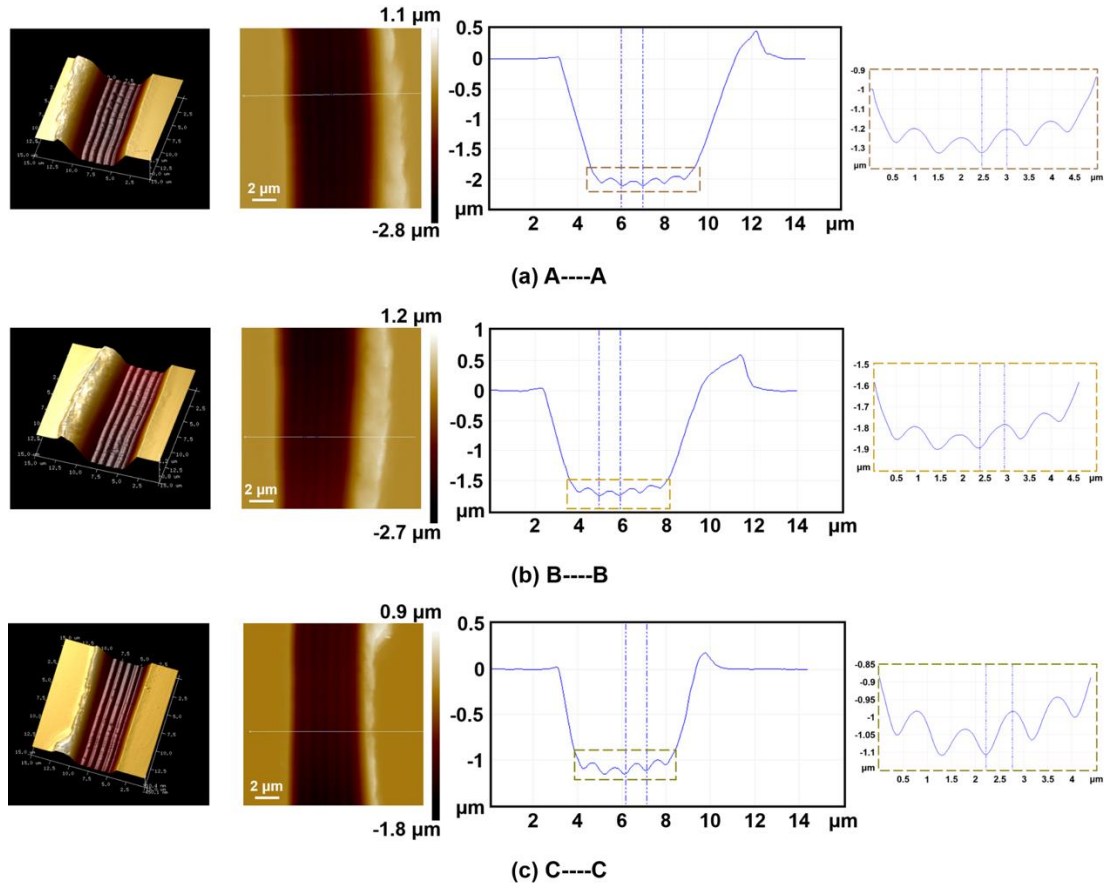 1.1 µm
2 µm
-2.8 µm
0.5
0
-0.5
-1
-1.5
-2
µm
2 4 6 8 10 12 14 µm
-0.9
-1
-1.1
-1.2
-1.3
µm
0.5 1 1.5 2 2.5 3 3.5 4 4.5 µm
(a) A----A
1.2 µm
2 µm
-2.7 µm
1
0.5
0
-0.5
-1
-1.5
µm
2 4 6 8 10 12 14 µm
-1.5
-1.6
-1.7
-1.8
-1.9
µm
0.5 1 1.5 2 2.5 3 3.5 4 4.5 µm
(b) B----B
0.9 µm
2 µm
-1.8 µm
0.5
0
-0.5
-1
µm
2 4 6 8 10 12 14 µm
-0.85
-0.9
-0.95
-1
-1.05
-1.1
µm
0.5 1 1.5 2 2.5 3 3.5 4 µm
(c) C----C